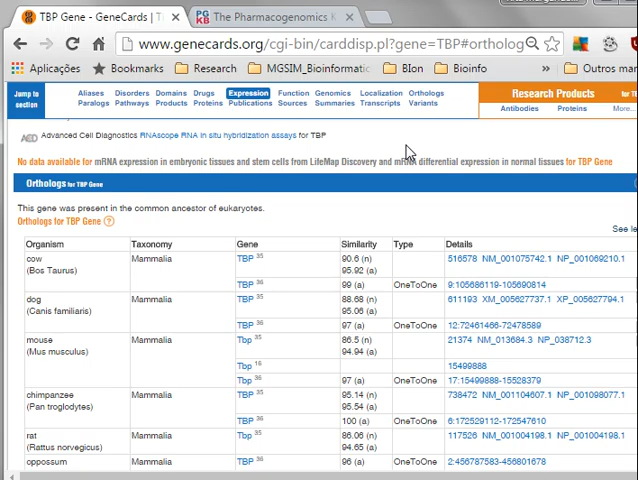 TBP Gene - GeneCards | T
The Pharmacogenomics K
www.genecards.org/cgi-bin/carddisp.pl?gene=TBP#ortholog
Aplicações Bookmarks Research MGSIM_Bioinformatic BIon Bioinfo » Outros mar
Jump to section
Aliases Disorders Domains Drugs Expression Function Genomics Localization Orthologs
Paralogs Pathways Products Proteins Publications Sources Summaries Transcripts Variants
Research Products for TB
Antibodies Proteins More...
Advanced Cell Diagnostics RNAscope RNA in situ hybridization assays for TBP
No data available for mRNA expression in embryonic tissues and stem cells from LifeMap Discovery and mRNA differential expression in normal tissues for TBP Gene
Orthologs for TBP Gene
This gene was present in the common ancestor of eukaryotes.
Orthologs for TBP Gene ?
See le
Organism Taxonomy Gene Similarity Type Details
cow (Bos Taurus) Mammalia TBP 35 90.6 (n) 516578 NM_001075742.1 NP_001069210.1
95.92 (a)
TBP 36 99 (a) OneToOne 9:105686119-105690814
dog (Canis familiaris) Mammalia TBP 35 88.68 (n) 611193 XM_005627737.1 XP_005627794.1
95.06 (a)
TBP 36 97 (a) OneToOne 12:72461466-72478589
mouse (Mus musculus) Mammalia Tbp 35 86.5 (n) 21374 NM_013684.3 NP_038712.3
94.94 (a)
Tbp 16 15499888
Tbp 36 97 (a) OneToOne 17:15499888-15528379
chimpanzee (Pan troglodytes) Mammalia TBP 35 95.14 (n) 738472 NM_001104607.1 NP_001098077.1
95.54 (a)
TBP 36 100 (a) OneToOne 6:172529112-172547610
rat (Rattus norvegicus) Mammalia Tbp 35 86.06 (n) 117526 NM_001004198.1 NP_001004198.1
94.65 (a)
oppossum Mammalia TBP 36 96 (a) OneToOne 2:456787583-456801678